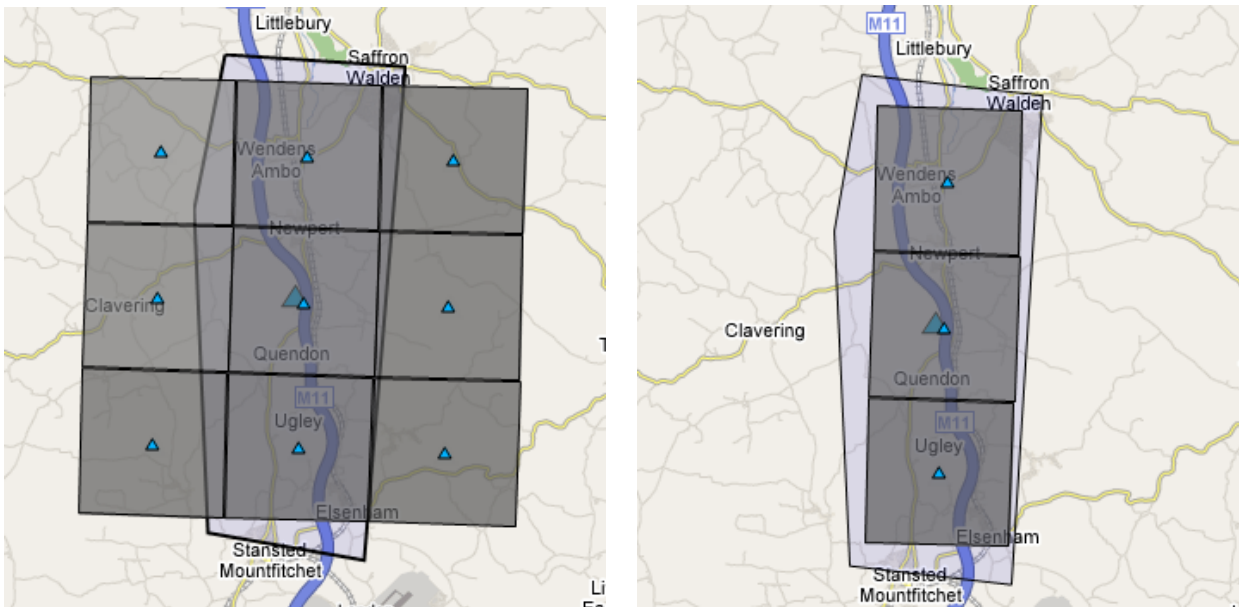 Littlebury
Saffron
Walden
Wendens
Ambo
Newport
Clavering
Quendon
M11
Ugley
Elsenham
Stansted
Mountfitchet
T
Li
M11
Littlebury
Saffron
Walden
Wendens
Ambo
Newport
Clavering
Quendon
M11
Ugley
Elsenham
Stansted
Mountfitchet